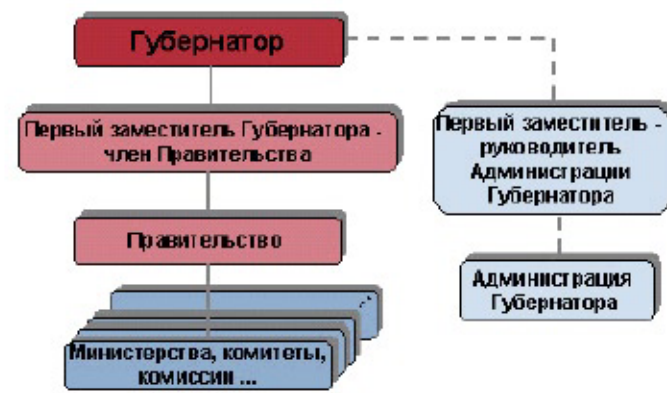 Губернатор
Первый заместитель Губернатора -
член Правительства
Правительство
Министерства, комитеты,
комиссии ...
Первый заместитель -
руководитель
Администрации
Губернатора
Администрация
Губернатора